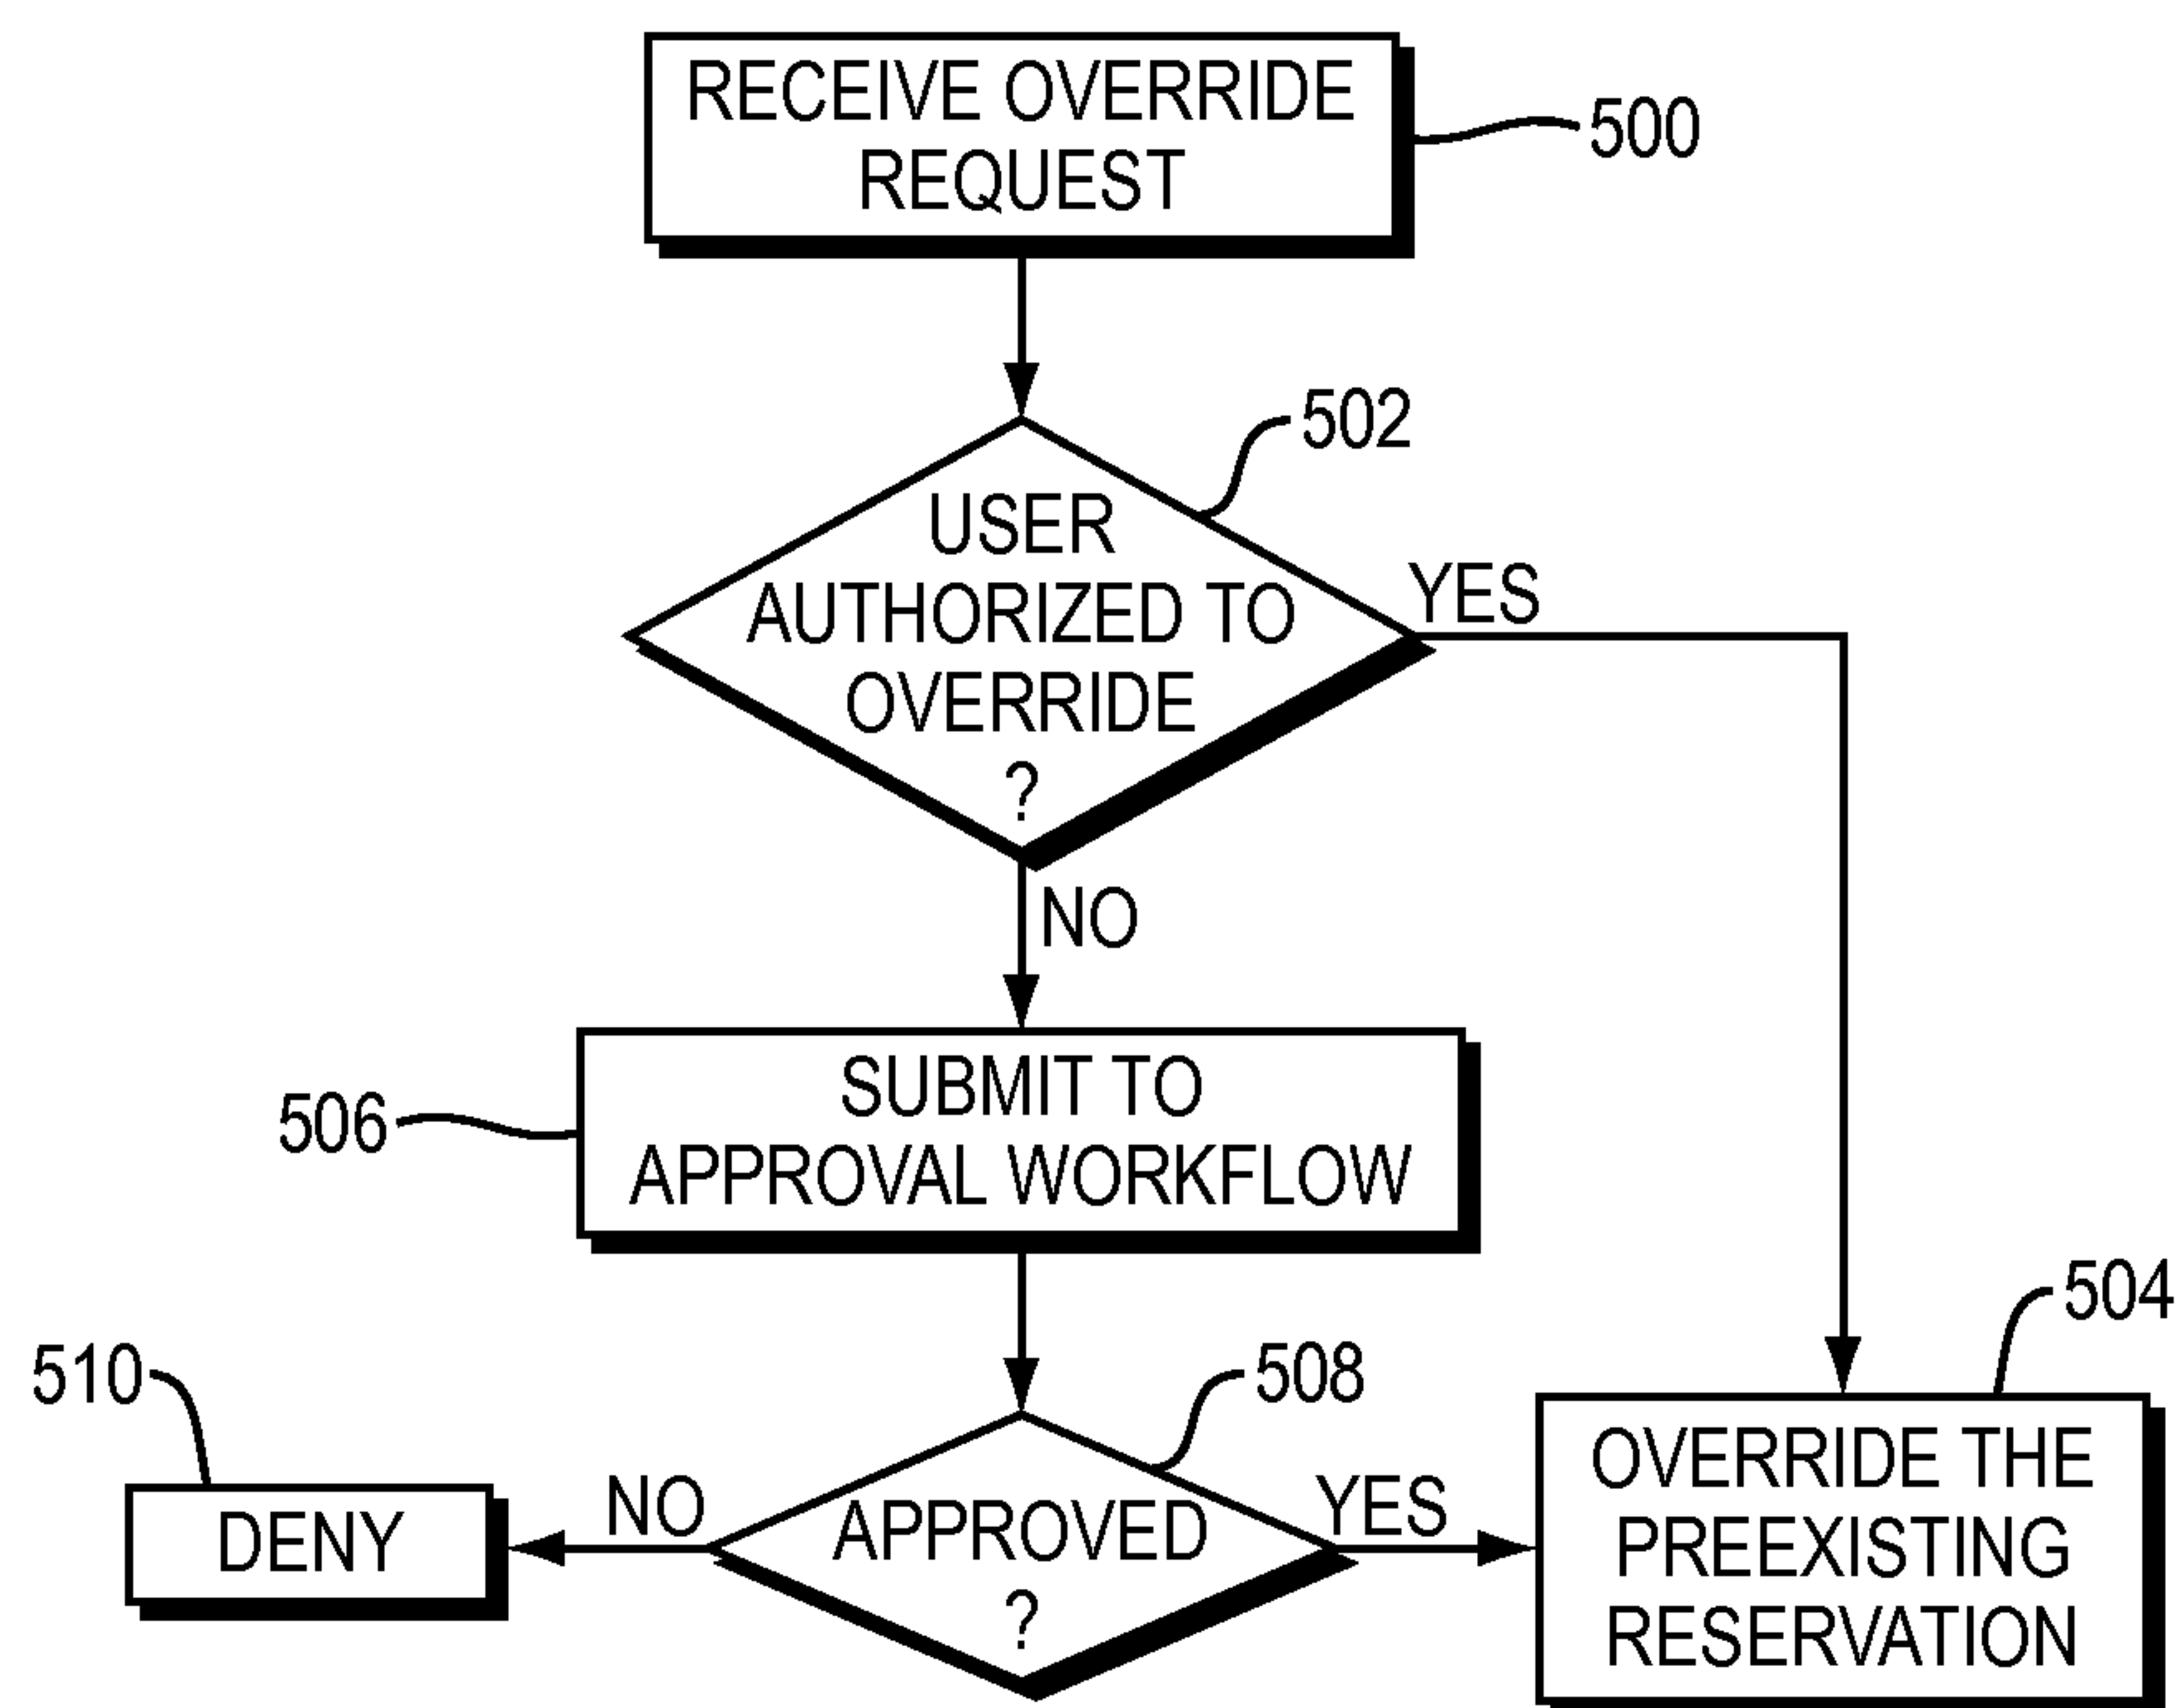 RECEIVE OVERRIDE
REQUEST
500
502
USER
AUTHORIZED TO
OVERRIDE
?
YES
NO
SUBMIT TO
APPROVAL WORKFLOW
506
504
510
508
DENY
NO
APPROVED
?
YES
OVERRIDE THE
PREEXISTING
RESERVATION